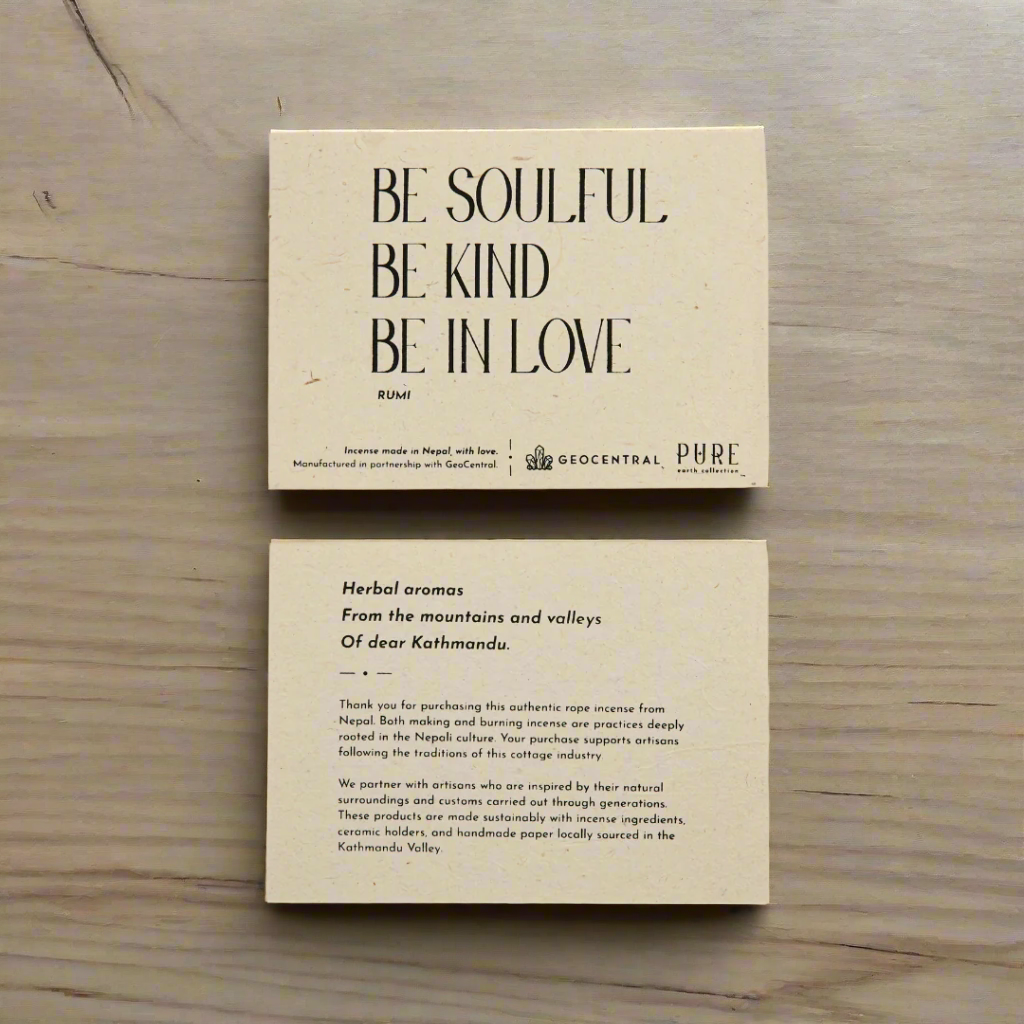 BE SOULFUL
BE KIND
BE IN LOVE
RUMI
Incense made in Nepal, with love.
Manufactured in partnership with GeoCentral.
GEOCENTRAL
PURE
earth collection
Herbal aromas
From the mountains and valleys
Of dear Kathmandu.
Thank you for purchasing this authentic rope incense from
Nepal. Both making and burning incense are practices deeply
rooted in the Nepali culture. Your purchase supports artisans
following the traditions of this cottage industry.
We partner with artisans who are inspired by their natural
surroundings and customs carried out through generations.
These products are made sustainably with incense ingredients,
ceramic holders, and handmade paper locally sourced in the
Kathmandu Valley.